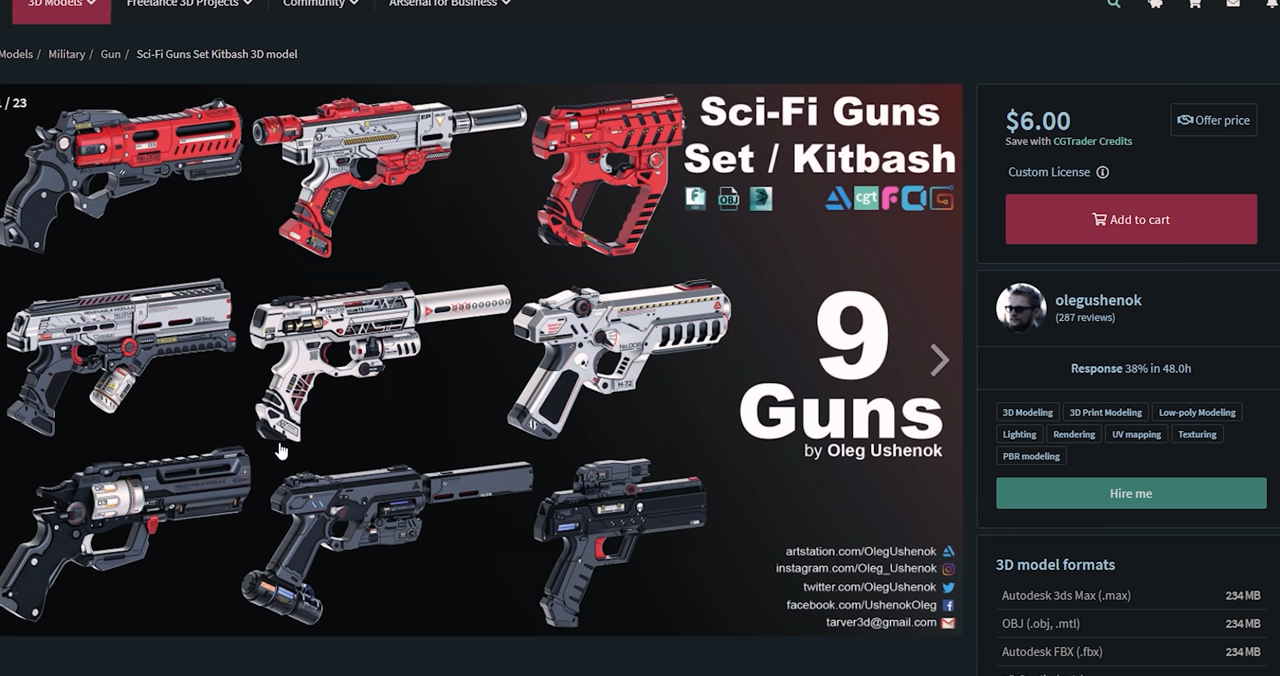 3D Models
Freelance 3D Projects
Community
ARsenal for Business
Models / Military / Gun / Sci-Fi Guns Set Kitbash 3D model
/ 23
Sci-Fi Guns
Set / Kitbash
FBX
OBJ
cgt
9
Guns
by Oleg Ushenok
H-72
artstation.com/OlegUshenok
instagram.com/Oleg_Ushenok
twitter.com/OlegUshenok
facebook.com/UshenokOleg
tarver3d@gmail.com
$6.00
Offer price
Save with CGTrader Credits
Custom License
Add to cart
olegushenok
(287 reviews)
Response 38% in 48.0h
3D Modeling
3D Print Modeling
Low-poly Modeling
Lighting
Rendering
UV mapping
Texturing
PBR modeling
Hire me
3D model formats
Autodesk 3ds Max (.max) 234 MB
OBJ (.obj, .mtl) 234 MB
Autodesk FBX (.fbx) 234 MB